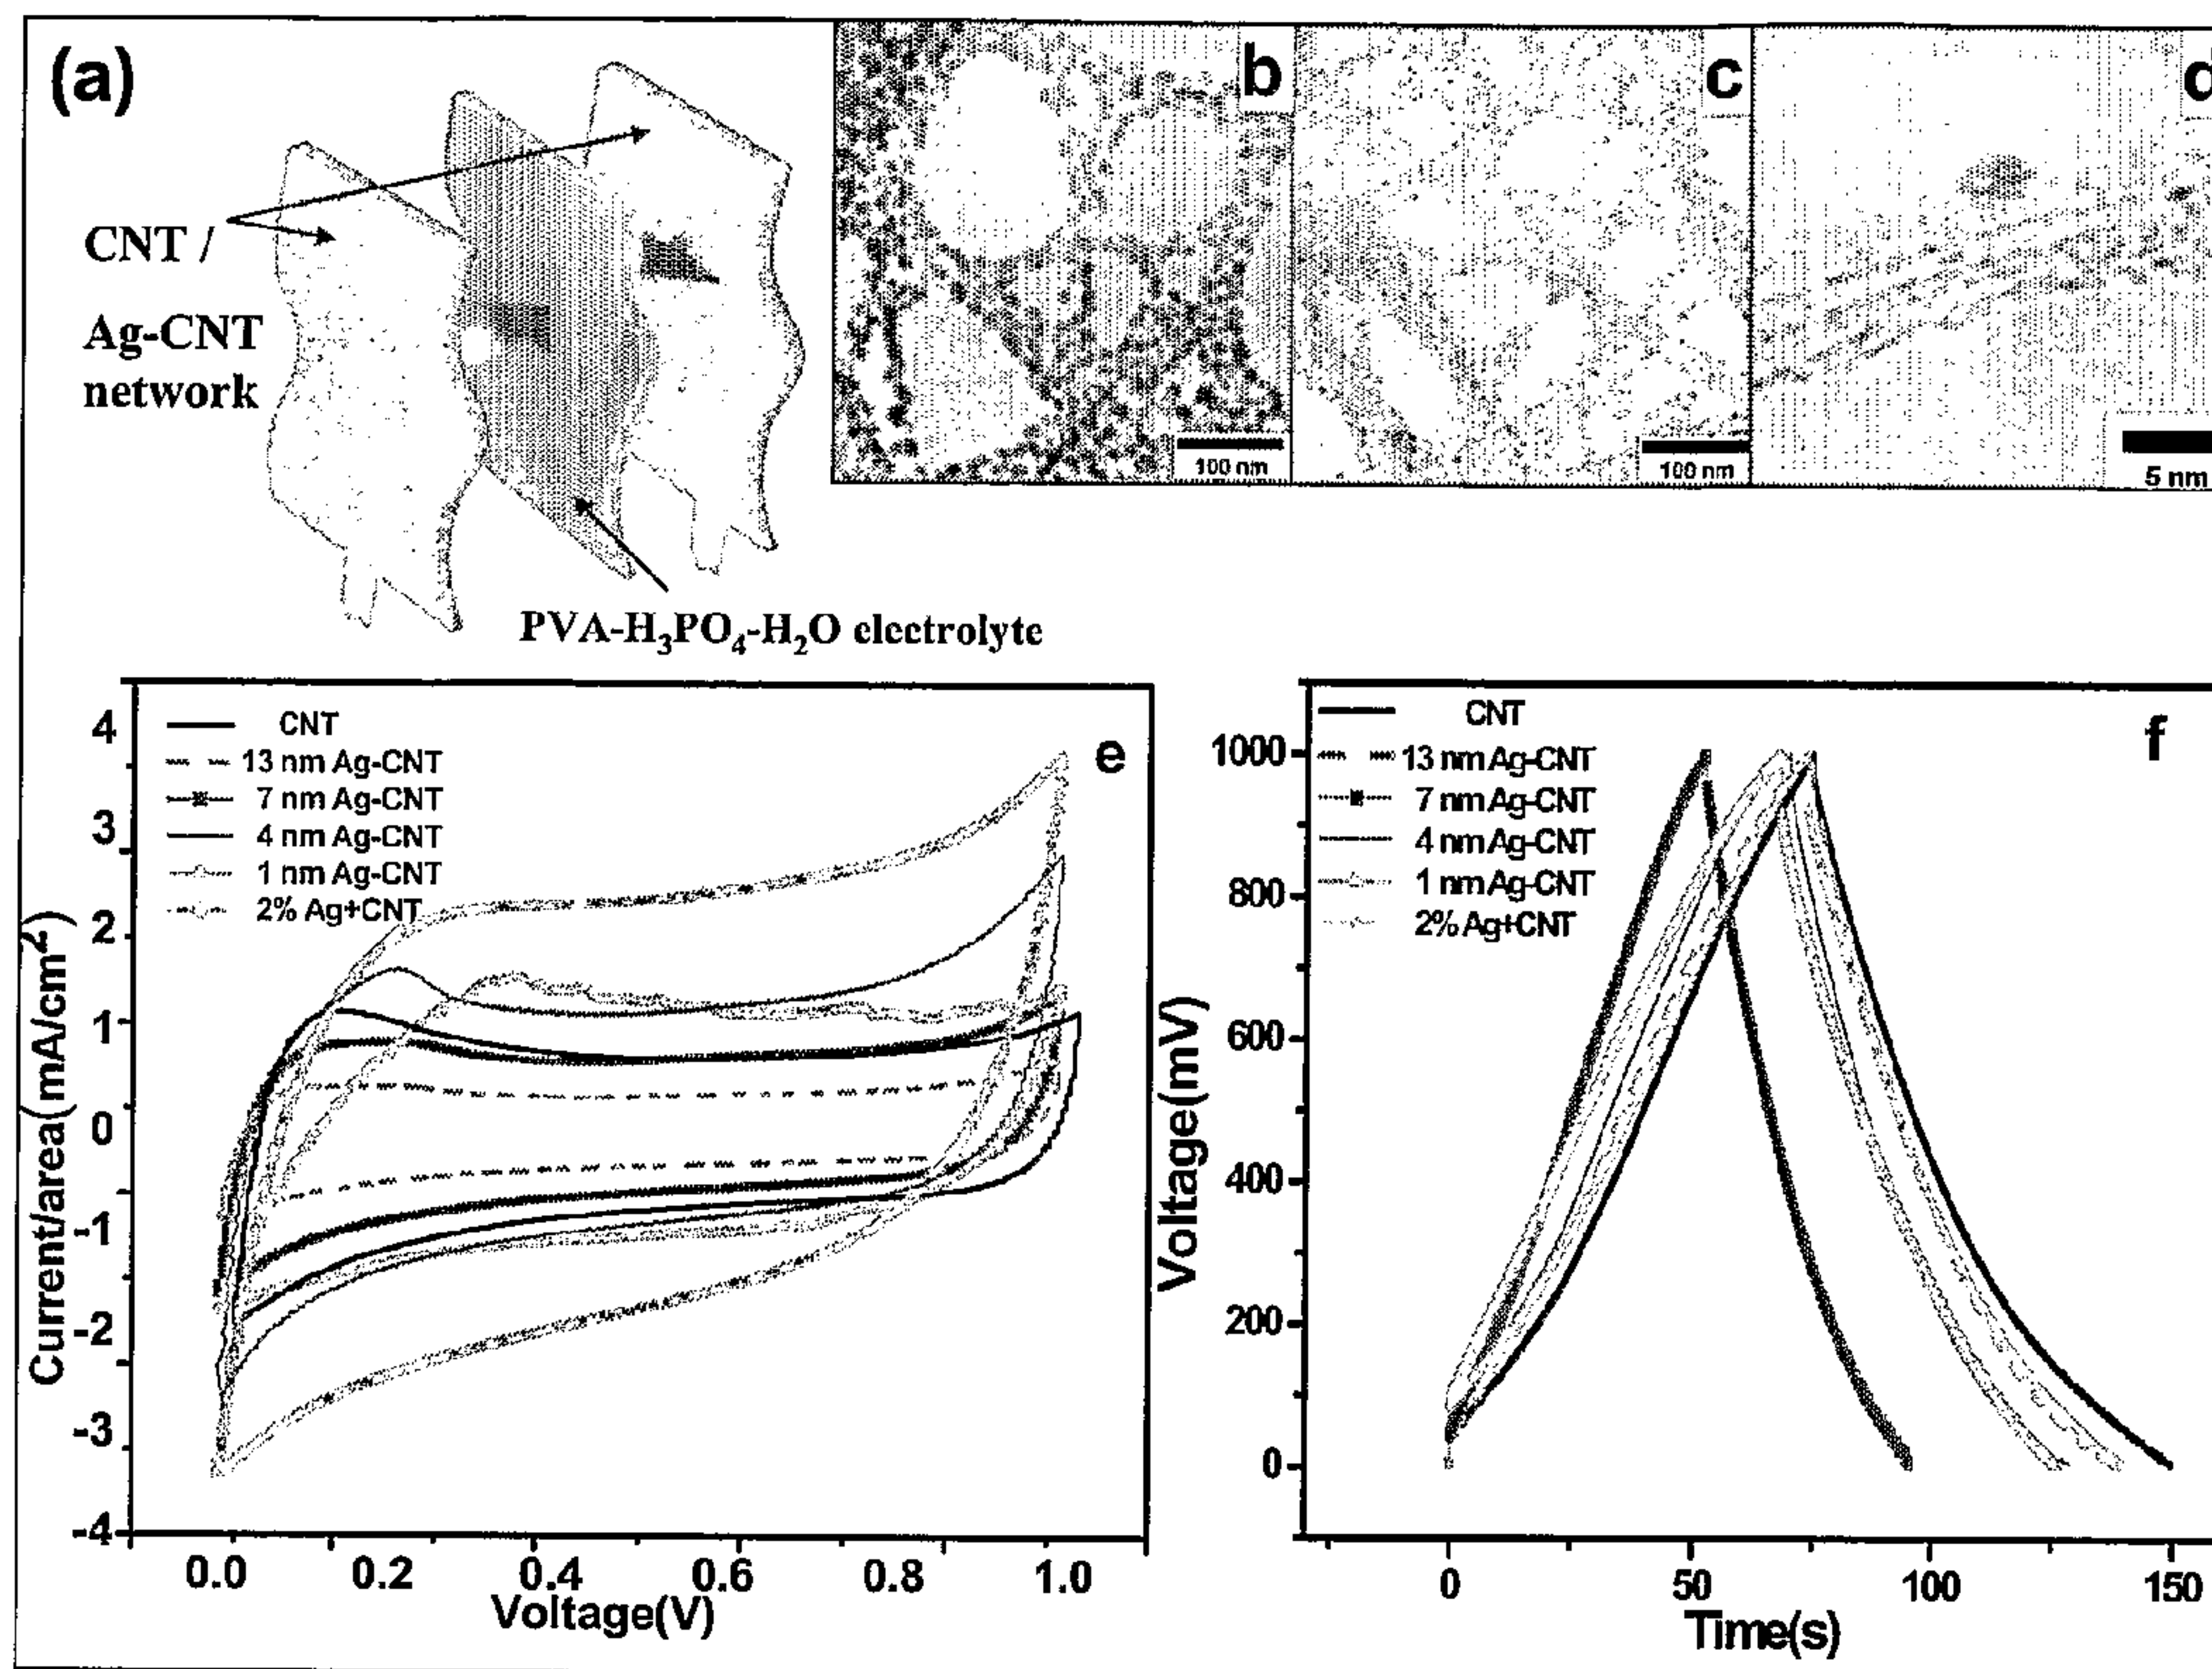 (a)
CNT /
Ag-CNT
network
PVA-H₃PO₄-H₂O electrolyte
b
100 nm
c
100 nm
d
5 nm
4
3
2
1
0
-1
-2
-3
-4
Current/area(mA/cm²)
CNT
13 nm Ag-CNT
7 nm Ag-CNT
4 nm Ag-CNT
1 nm Ag-CNT
2% Ag+CNT
e
0.0 0.2 0.4 0.6 0.8 1.0
Voltage(V)
1000
800
600
400
200
0
Voltage(mV)
CNT
13 nm Ag-CNT
7 nm Ag-CNT
4 nm Ag-CNT
1 nm Ag-CNT
2% Ag+CNT
f
0 50 100 150
Time(s)